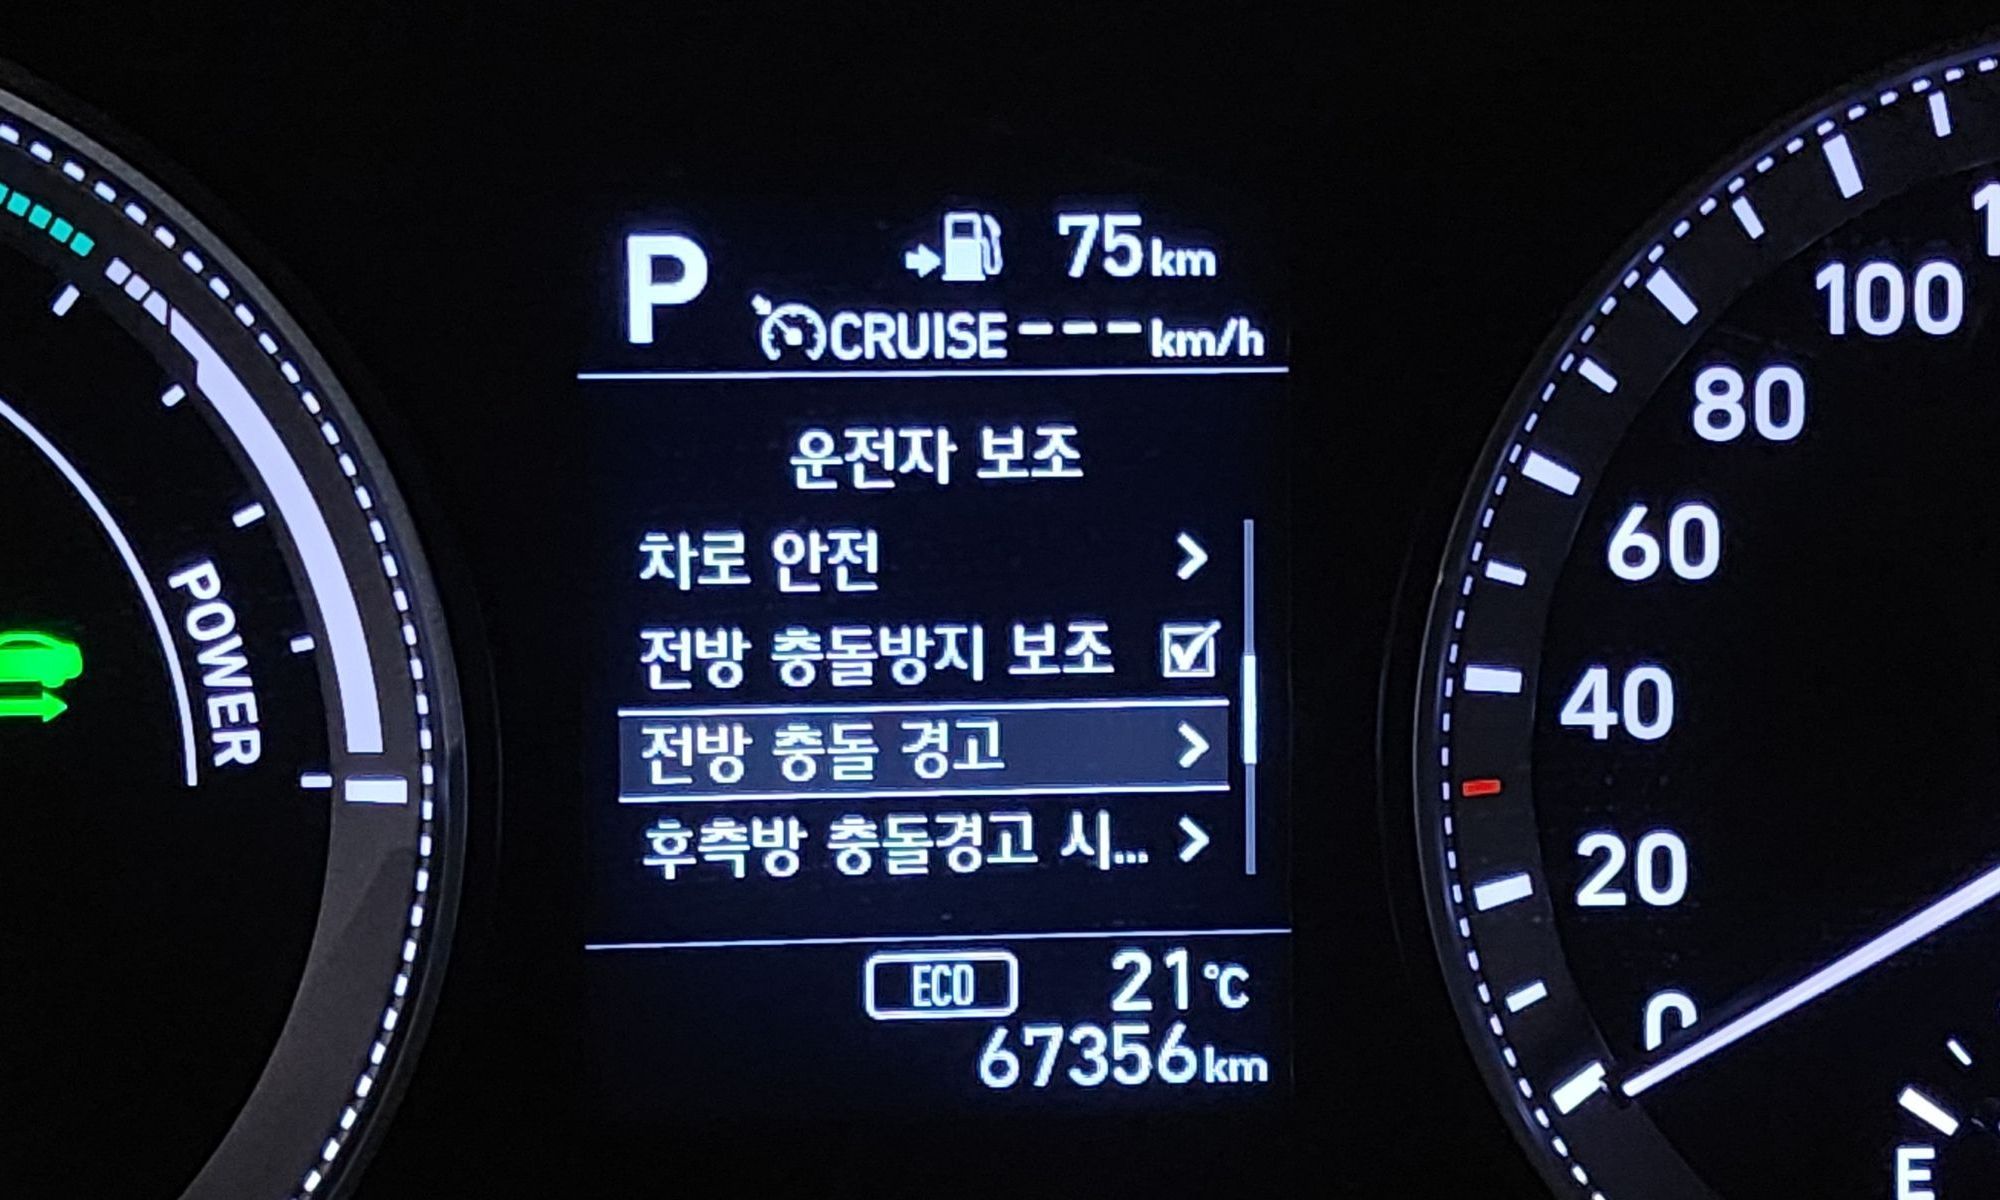 P
75km
CRUISE---km/h
운전자 보조
차로 안전
전방 충돌방지 보조
전방 충돌 경고
후측방 충돌경고 시...
ECO 21°C
67356km
POWER
100
80
60
40
20
0
E